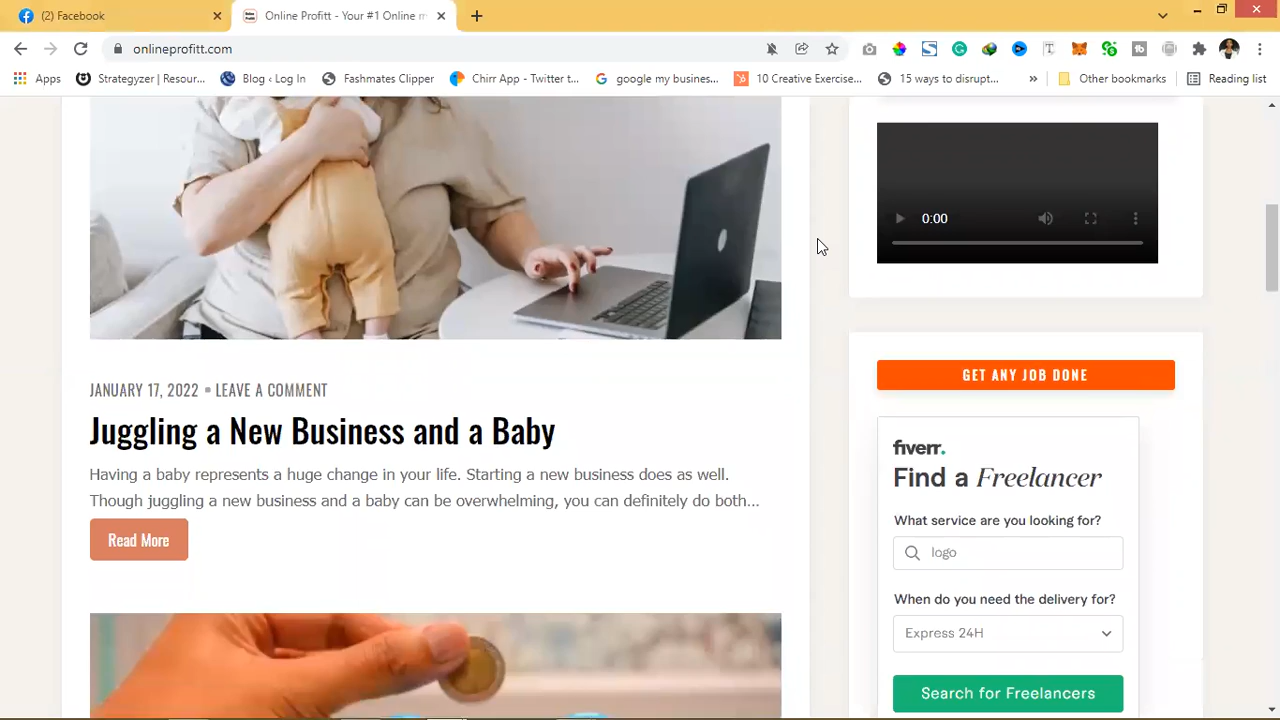 (2) Facebook
Online Profitt - Your #1 Online m
onlineprofitt.com
Apps
Strategyzer | Resour...
Blog ‹ Log In
Fashmates Clipper
Chirr App - Twitter t...
google my busines...
10 Creative Exercise...
15 ways to disrupt...
»
Other bookmarks
Reading list
0:00
JANUARY 17, 2022 ▪ LEAVE A COMMENT
Juggling a New Business and a Baby
Having a baby represents a huge change in your life. Starting a new business does as well.
Though juggling a new business and a baby can be overwhelming, you can definitely do both...
Read More
GET ANY JOB DONE
fiverr.
Find a Freelancer
What service are you looking for?
logo
When do you need the delivery for?
Express 24H
Search for Freelancers